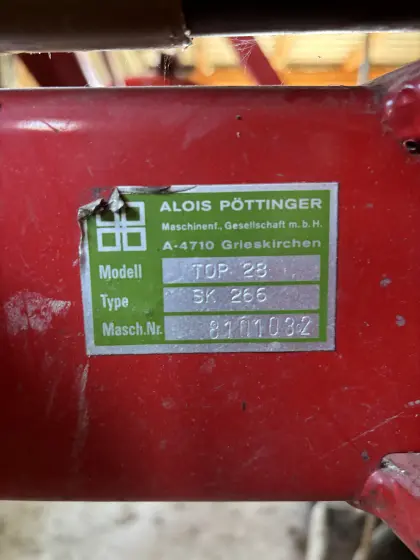 ALOIS PÖTTINGER
Maschinenf., Gesellschaft m.b.H.
A-4710 Grieskirchen
Modell TOP 28
Type SK 266
Masch.Nr. 8101032